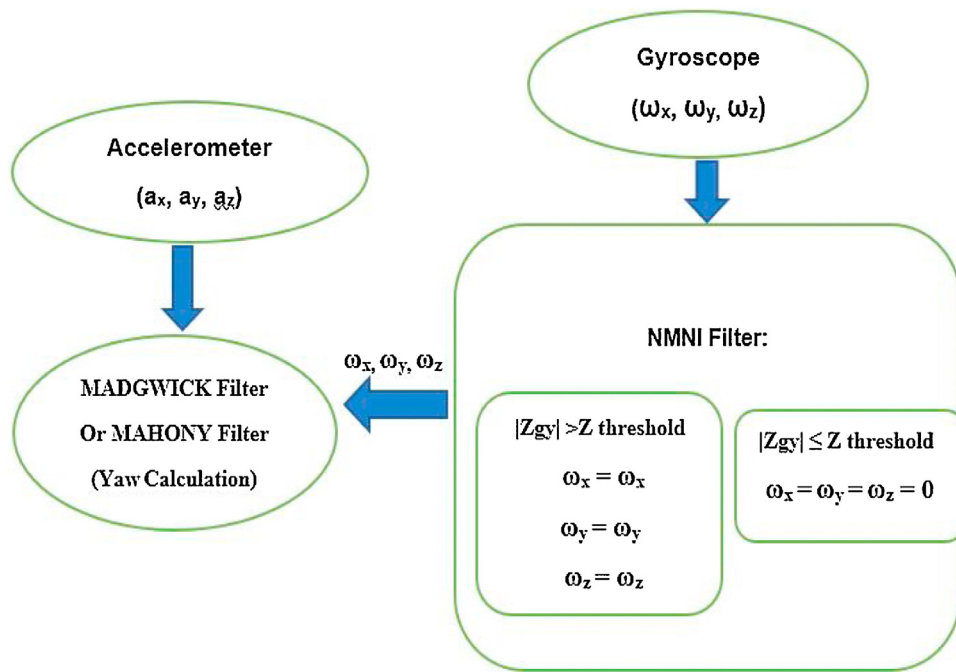 Gyroscope
(ωx, ωy, ωz)
Accelerometer
(ax, ay, az)
MADGWICK Filter
Or MAHONY Filter
(Yaw Calculation)
ωx, ωy, ωz
NMNI Filter:
|Zgy| >Z threshold
ωx = ωx
ωy = ωy
ωz = ωz
|Zgy| ≤ Z threshold
ωx = ωy = ωz = 0